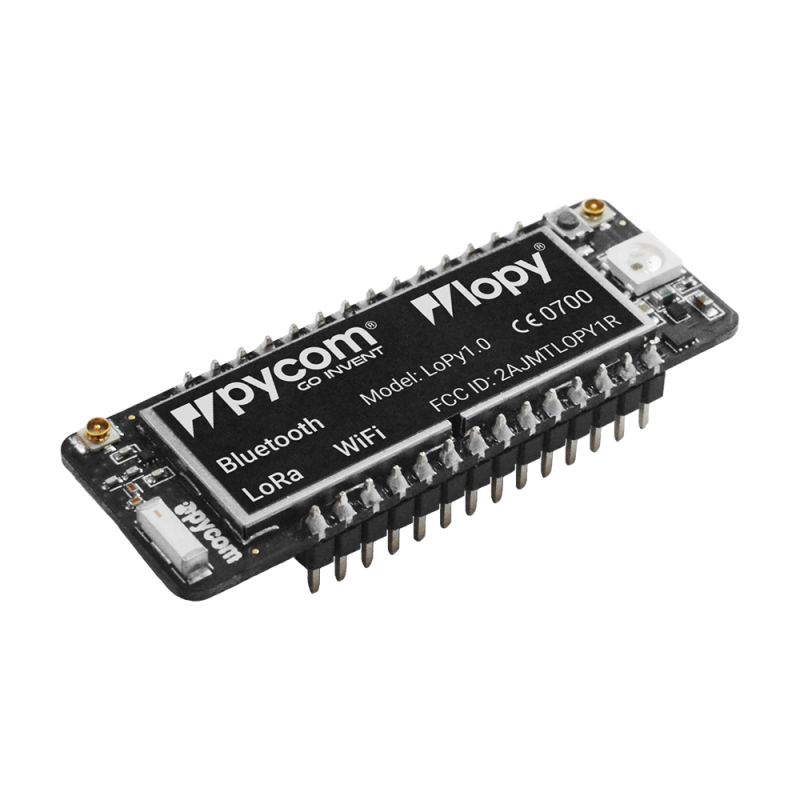 pycom®
GO INVENT
lopy®
Model: LoPy1.0
CE 0700
FCC ID: 2AJMTLOPY1R
Bluetooth
WiFi
LoRa
pycom